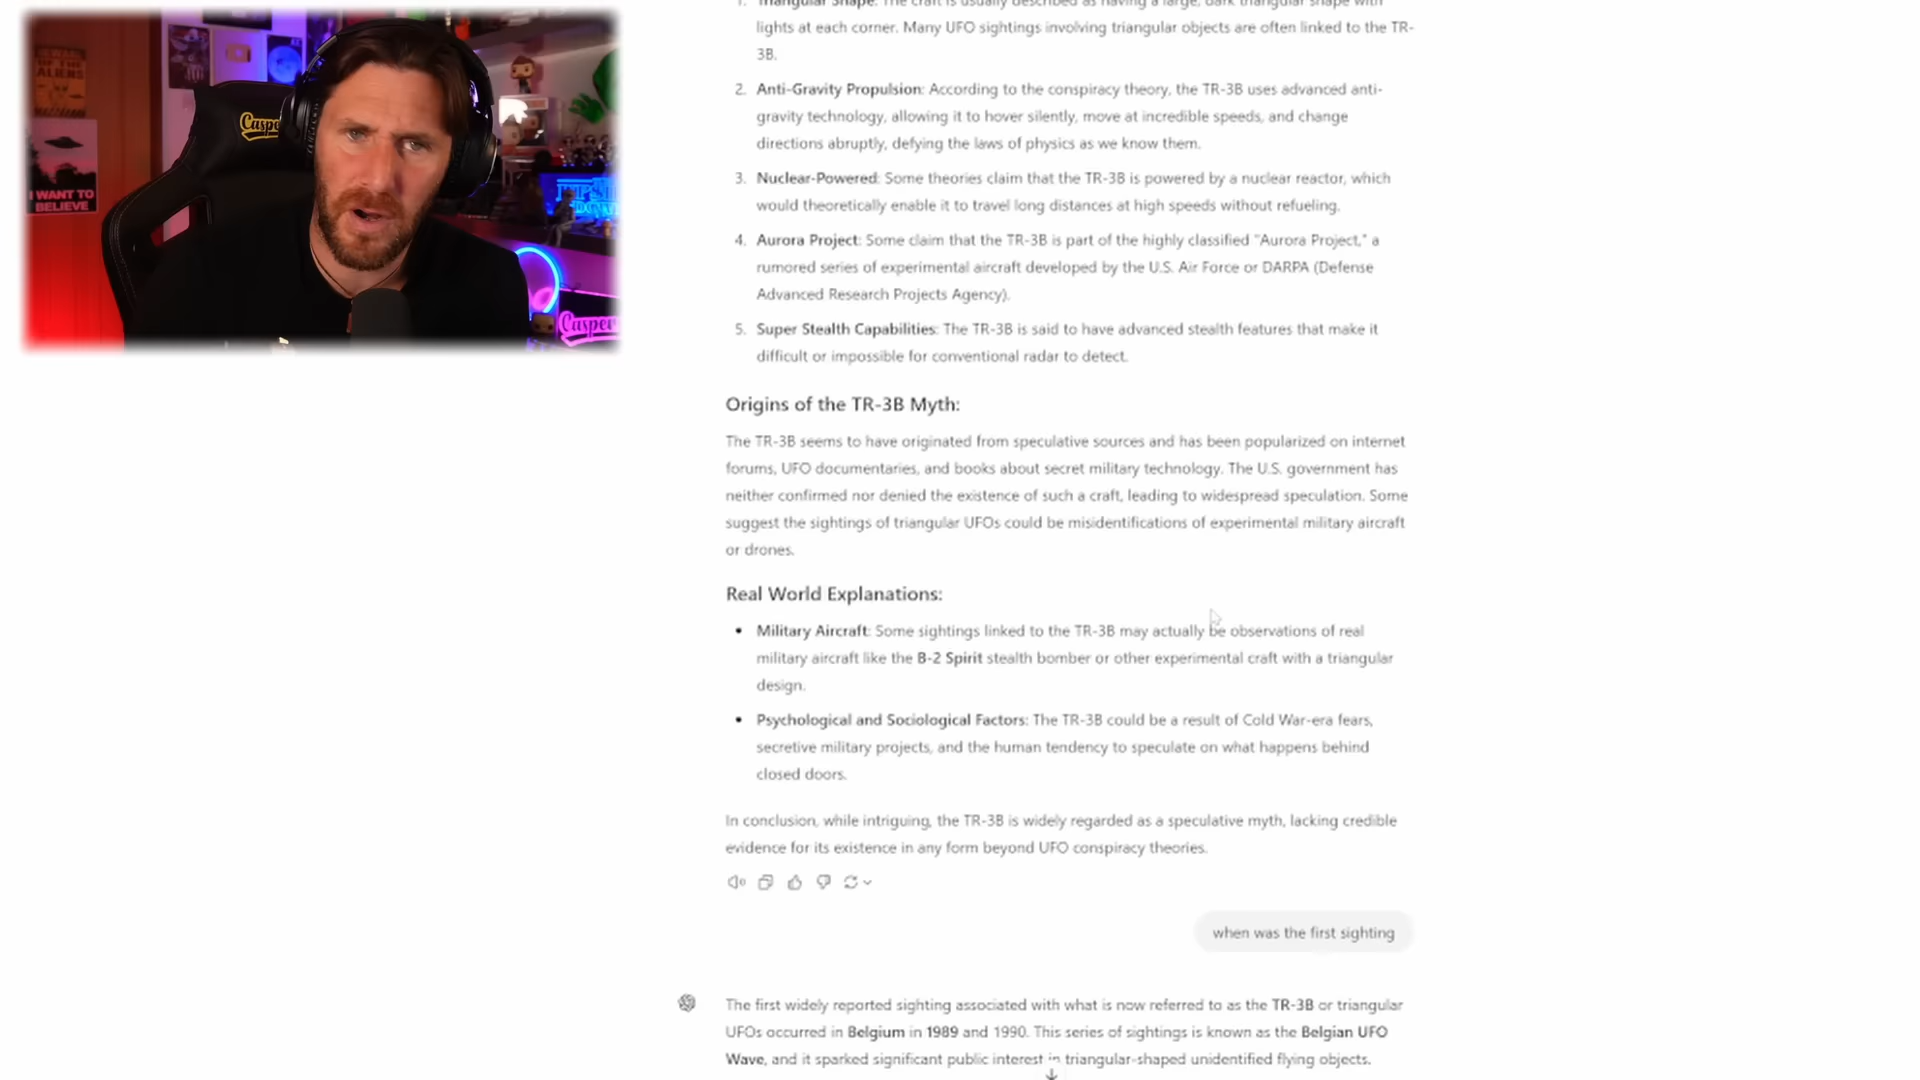 BEWARE
OF THE
ALIENS
I WANT TO
BELIEVE
Caspe
Casper
1. Triangular Shape: The craft is usually described as having a large, dark triangular shape with
lights at each corner. Many UFO sightings involving triangular objects are often linked to the TR-
3B.
2. Anti-Gravity Propulsion: According to the conspiracy theory, the TR-3B uses advanced anti-
gravity technology, allowing it to hover silently, move at incredible speeds, and change
directions abruptly, defying the laws of physics as we know them.
3. Nuclear-Powered: Some theories claim that the TR-3B is powered by a nuclear reactor, which
would theoretically enable it to travel long distances at high speeds without refueling.
4. Aurora Project: Some claim that the TR-3B is part of the highly classified "Aurora Project," a
rumored series of experimental aircraft developed by the U.S. Air Force or DARPA (Defense
Advanced Research Projects Agency).
5. Super Stealth Capabilities: The TR-3B is said to have advanced stealth features that make it
difficult or impossible for conventional radar to detect.
Origins of the TR-3B Myth:
The TR-3B seems to have originated from speculative sources and has been popularized on internet
forums, UFO documentaries, and books about secret military technology. The U.S. government has
neither confirmed nor denied the existence of such a craft, leading to widespread speculation. Some
suggest the sightings of triangular UFOs could be misidentifications of experimental military aircraft
or drones.
Real World Explanations:
• Military Aircraft: Some sightings linked to the TR-3B may actually be observations of real
military aircraft like the B-2 Spirit stealth bomber or other experimental craft with a triangular
design.
• Psychological and Sociological Factors: The TR-3B could be a result of Cold War-era fears,
secretive military projects, and the human tendency to speculate on what happens behind
closed doors.
In conclusion, while intriguing, the TR-3B is widely regarded as a speculative myth, lacking credible
evidence for its existence in any form beyond UFO conspiracy theories.
when was the first sighting
The first widely reported sighting associated with what is now referred to as the TR-3B or triangular
UFOs occurred in Belgium in 1989 and 1990. This series of sightings is known as the Belgian UFO
Wave, and it sparked significant public interest in triangular-shaped unidentified flying objects.